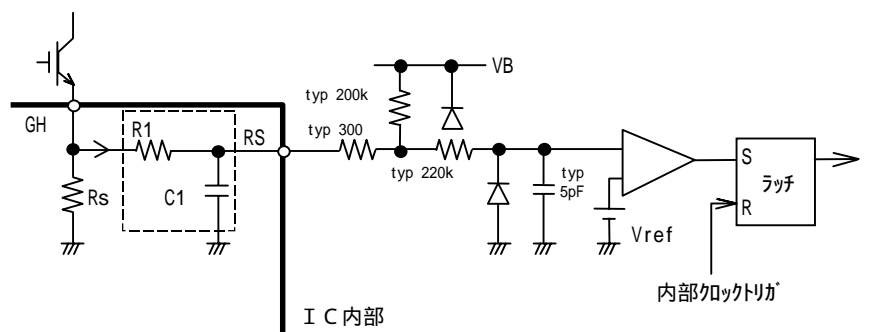 VB
typ 200k
GH
R1
RS
typ 300
typ 220k
typ
5pF
Rs
C1
Vref
S
ラッチ
R
内部クロックトリガ
ＩＣ内部